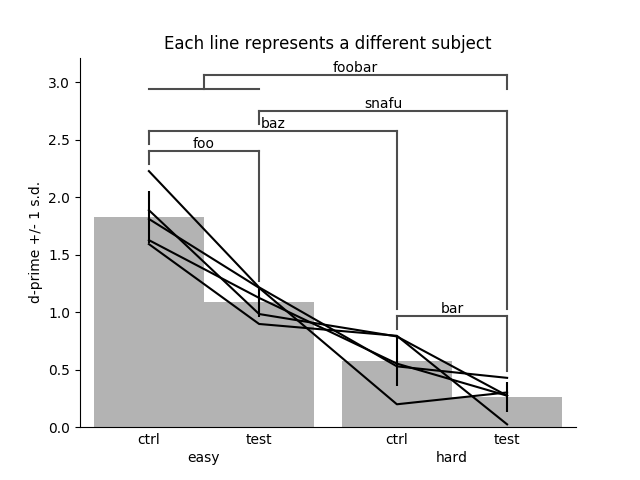 Each line represents a different subject
foobar
snafu
baz
foo
bar
d-prime +/- 1 s.d.
3.0
2.5
2.0
1.5
1.0
0.5
0.0
ctrl test ctrl test
easy hard